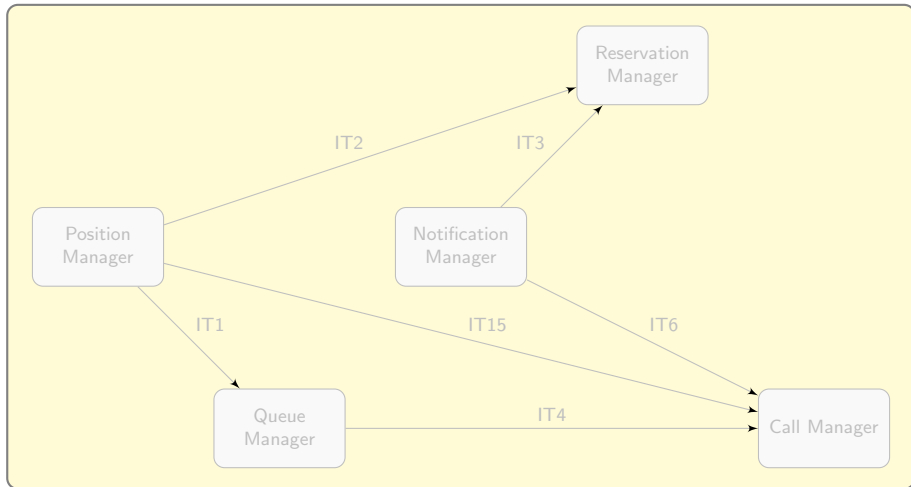 Reservation
Manager
IT2
IT3
Position
Manager
Notification
Manager
IT1
IT15
IT6
Queue
Manager
IT4
Call Manager